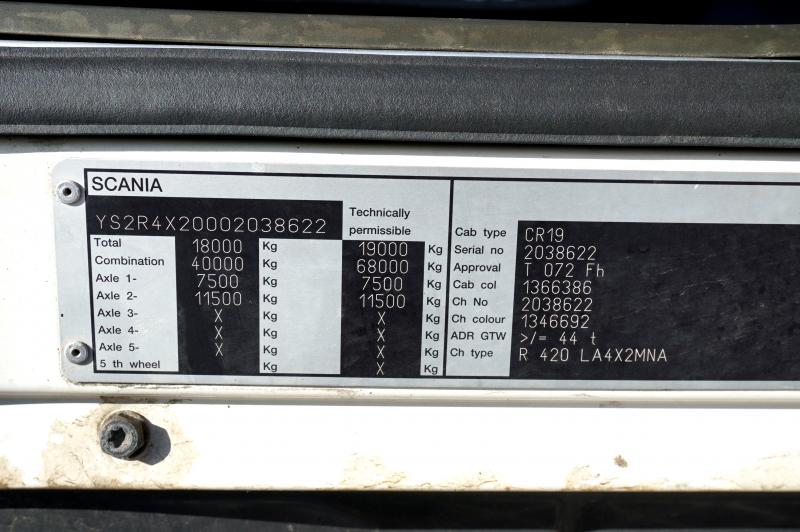 SCANIA
YS2R4X20002038622 Technically permissible
Total 18000 Kg 19000 Kg
Combination 40000 Kg 68000 Kg
Axle 1- 7500 Kg 7500 Kg
Axle 2- 11500 Kg 11500 Kg
Axle 3- X Kg X Kg
Axle 4- X Kg X Kg
Axle 5- X Kg X Kg
5 th wheel Kg X Kg
Cab type CR19
Serial no 2038622
Approval T 072 Fh
Cab col 1366386
Ch No 2038622
Ch colour 1346692
ADR GTW >/= 44 t
Ch type R 420 LA4X2MNA